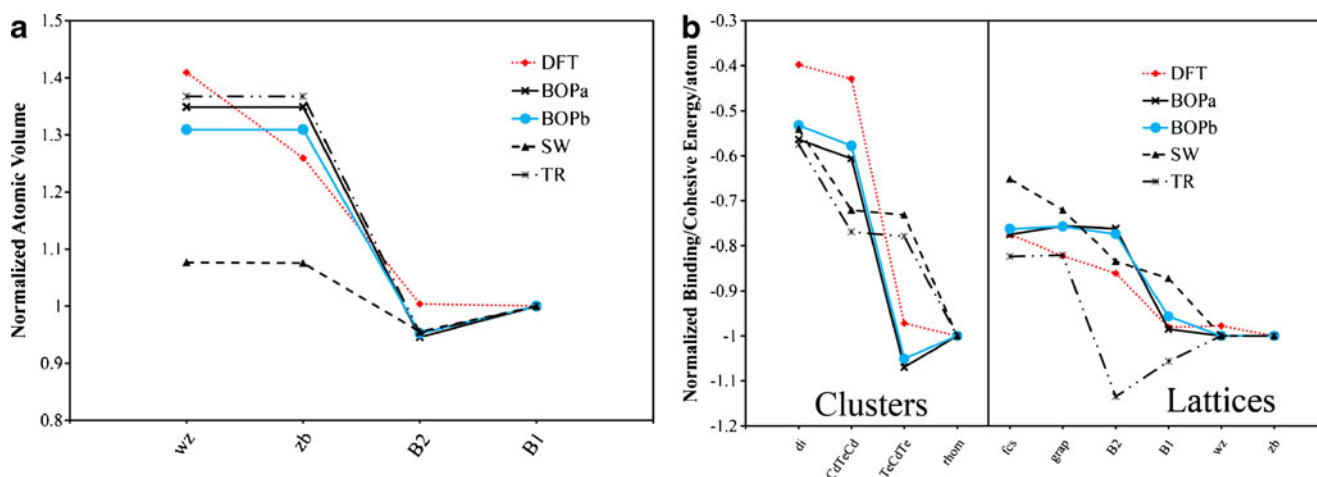 a
Normalized Atomic Volume
1.5
1.4
1.3
1.2
1.1
1
0.9
0.8
DFT
BOPa
BOPb
SW
TR
wz
zb
B2
B1
b
Normalized Binding/Cohesive Energy/atom
-0.3
-0.4
-0.5
-0.6
-0.7
-0.8
-0.9
-1
-1.1
-1.2
DFT
BOPa
BOPb
SW
TR
Clusters
Lattices
di
CdTeCd
TeCdTe
rhom
fcs
grap
B2
B1
wz
zb